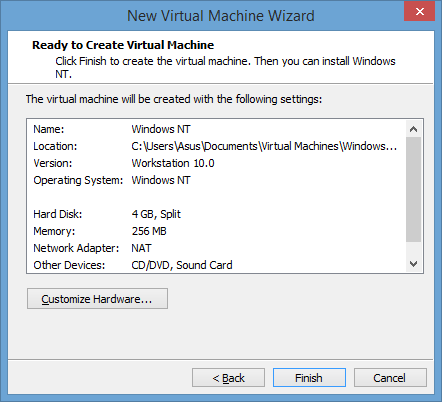 New Virtual Machine Wizard
Ready to Create Virtual Machine
Click Finish to create the virtual machine. Then you can install Windows
NT.
The virtual machine will be created with the following settings:
Name: Windows NT
Location: C:\Users\Asus\Documents\Virtual Machines\Windows...
Version: Workstation 10.0
Operating System: Windows NT
Hard Disk: 4 GB, Split
Memory: 256 MB
Network Adapter: NAT
Other Devices: CD/DVD, Sound Card
Customize Hardware...
< Back Finish Cancel